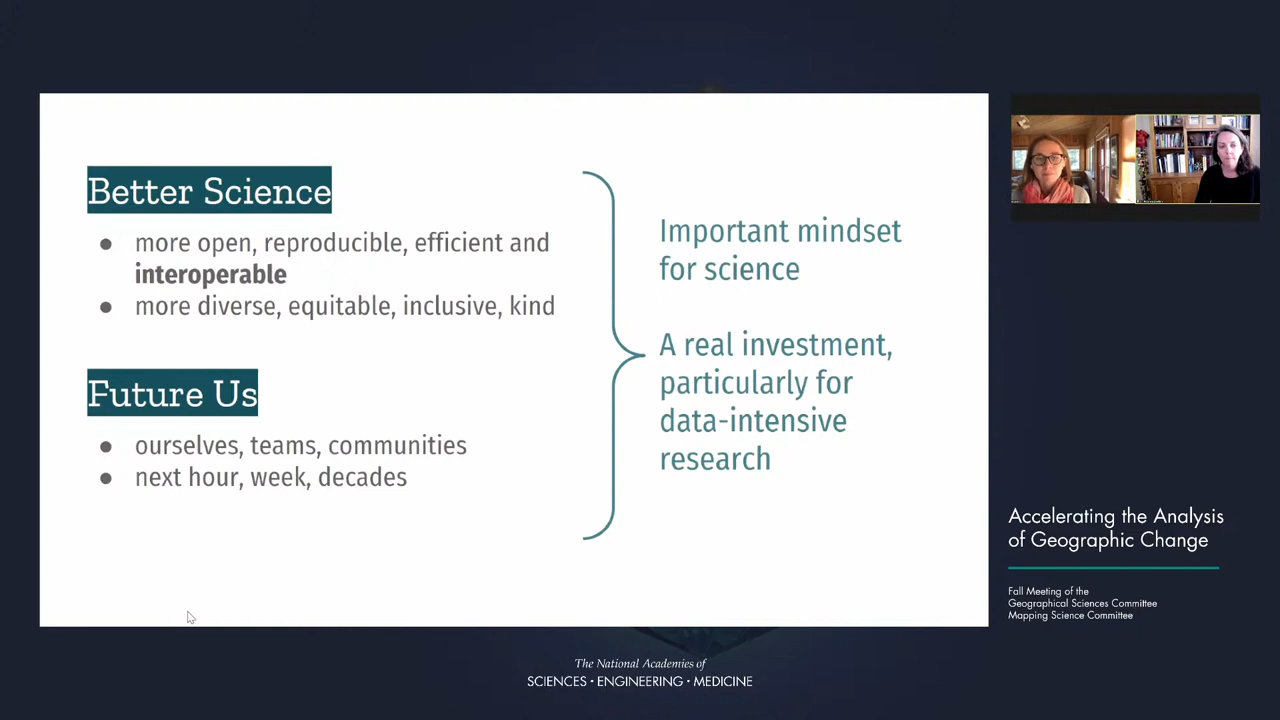 Better Science
● more open, reproducible, efficient and
interoperable
● more diverse, equitable, inclusive, kind
Future Us
● ourselves, teams, communities
● next hour, week, decades
Important mindset
for science
A real investment,
particularly for
data-intensive
research
Accelerating the Analysis
of Geographic Change
Fall Meeting of the
Geographical Sciences Committee
Mapping Science Committee
The National Academies of
SCIENCES · ENGINEERING · MEDICINE